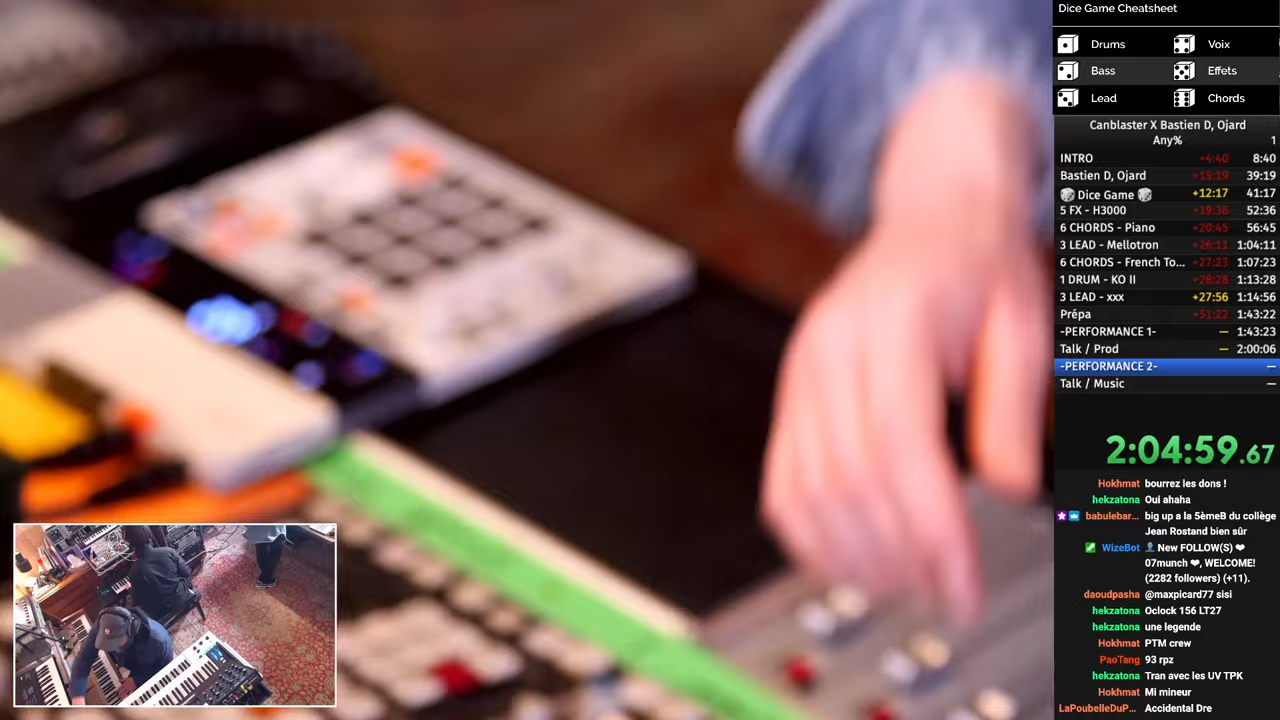 Dice Game Cheatsheet
Drums Voix
Bass Effets
Lead Chords
Canblaster X Bastien D, Ojard
Any% 1
INTRO +4:40 8:40
Bastien D, Ojard +15:19 39:19
🎲 Dice Game 🎲 +12:17 41:17
5 FX - H3000 +19:36 52:36
6 CHORDS - Piano +20:45 56:45
3 LEAD - Mellotron +26:11 1:04:11
6 CHORDS - French To... +27:23 1:07:23
1 DRUM - KO II +28:28 1:13:28
3 LEAD - xxx +27:56 1:14:56
Prépa +51:22 1:43:22
-PERFORMANCE 1- — 1:43:23
Talk / Prod — 2:00:06
-PERFORMANCE 2- —
Talk / Music —
2:04:59.67
Hokhmat bourrez les dons !
hekzatona Oui ahaha
babulebar... big up a la 5èmeB du collège
Jean Rostand bien sûr
WizeBot 👤 New FOLLOW(S) ❤
07munch ❤, WELCOME!
(2282 followers) (+11).
daoudpasha @maxpicard77 sisi
hekzatona Oclock 156 LT27
hekzatona une legende
Hokhmat PTM crew
PaoTang 93 rpz
hekzatona Tran avec les UV TPK
Hokhmat Mi mineur
LaPoubelleDuP... Accidental Dre